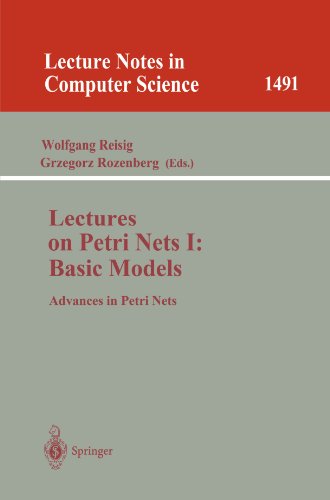 Lecture Notes in
Computer Science 1491
Wolfgang Reisig
Grzegorz Rozenberg (Eds.)
Lectures
on Petri Nets I:
Basic Models
Advances in Petri Nets
Springer